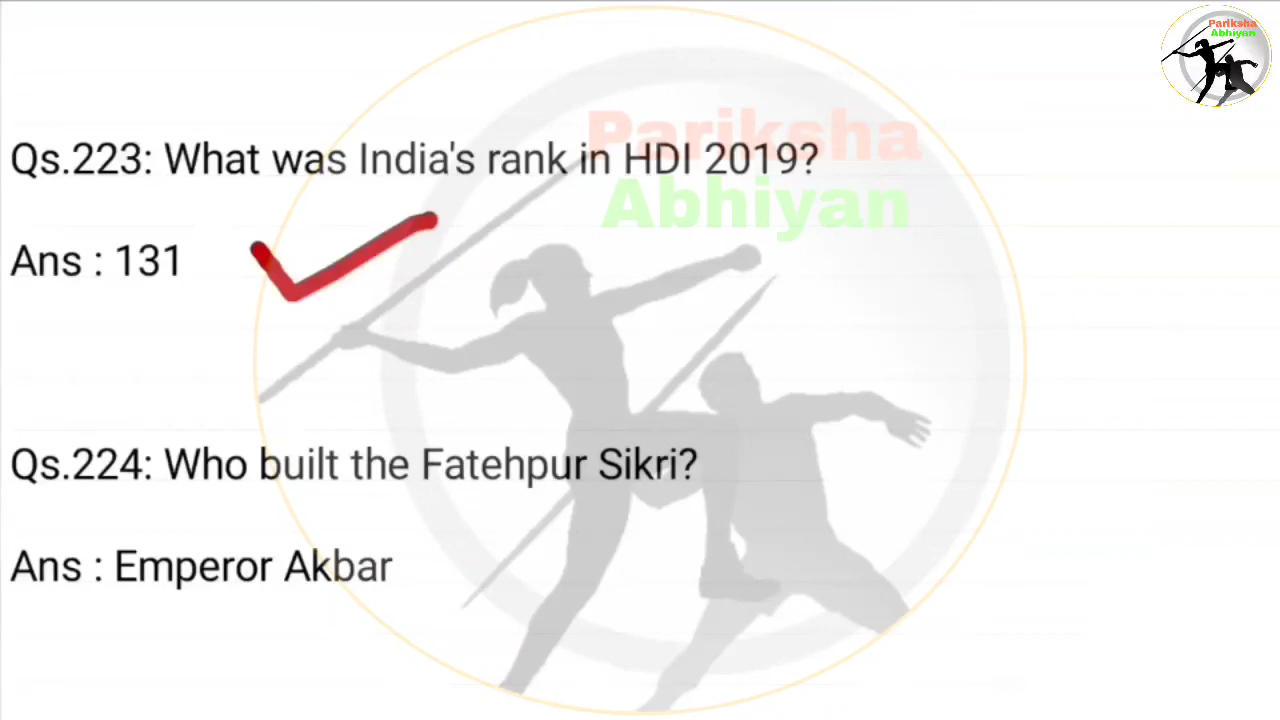 Pariksha
Abhiyan
Pariksha
Abhiyan
Qs.223: What was India's rank in HDI 2019?
Ans : 131
Qs.224: Who built the Fatehpur Sikri?
Ans : Emperor Akbar